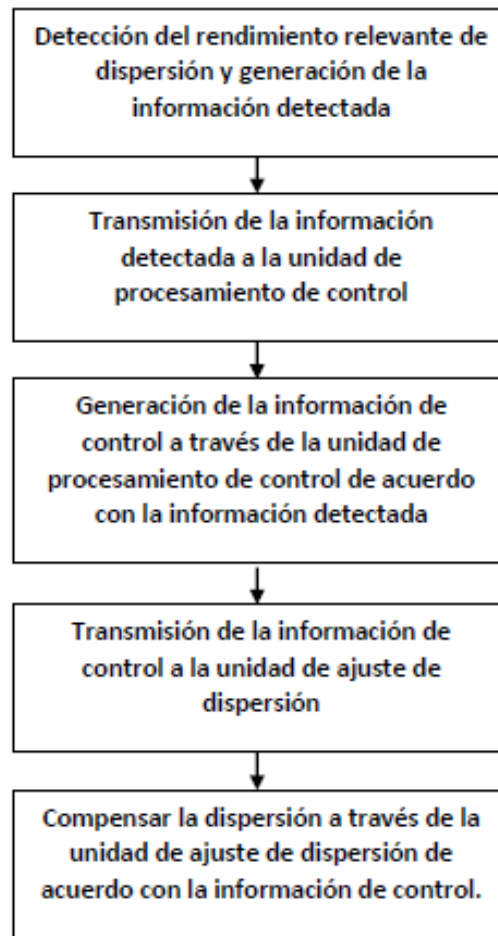 Detección del rendimiento relevante de
dispersión y generación de la
información detectada
Transmisión de la información
detectada a la unidad de
procesamiento de control
Generación de la información de
control a través de la unidad de
procesamiento de control de acuerdo
con la información detectada
Transmisión de la información de
control a la unidad de ajuste de
dispersión
Compensar la dispersión a través de la
unidad de ajuste de dispersión de
acuerdo con la información de control.